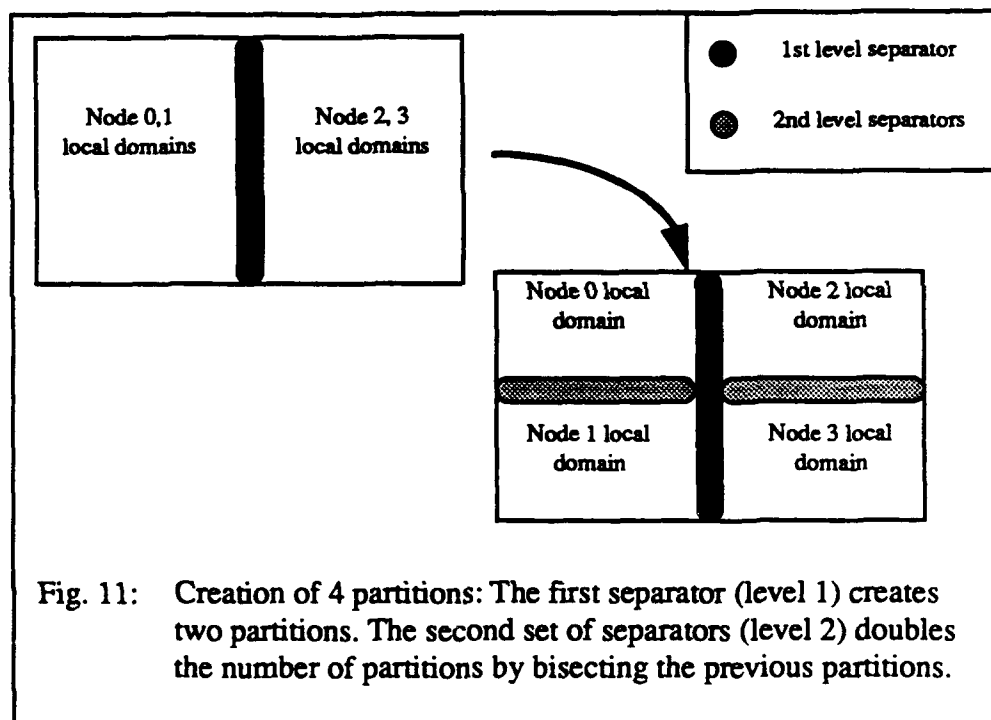 Node 0,1
local domains
Node 2, 3
local domains
1st level separator
2nd level separators
Node 0 local
domain
Node 2 local
domain
Node 1 local
domain
Node 3 local
domain
Fig. 11: Creation of 4 partitions: The first separator (level 1) creates
two partitions. The second set of separators (level 2) doubles
the number of partitions by bisecting the previous partitions.